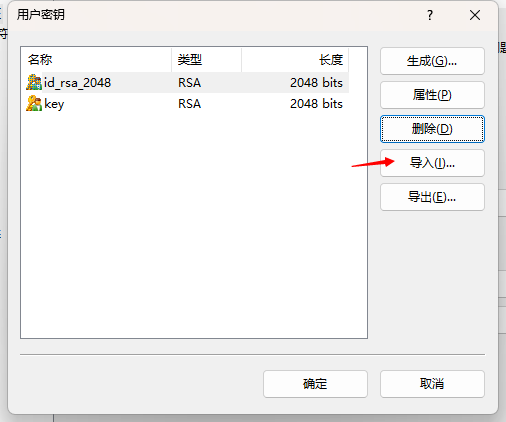 用户密钥
?
名称 类型 长度
id_rsa_2048 RSA 2048 bits
key RSA 2048 bits
生成(G)...
属性(P)
删除(D)
导入(I)...
导出(E)...
确定 取消